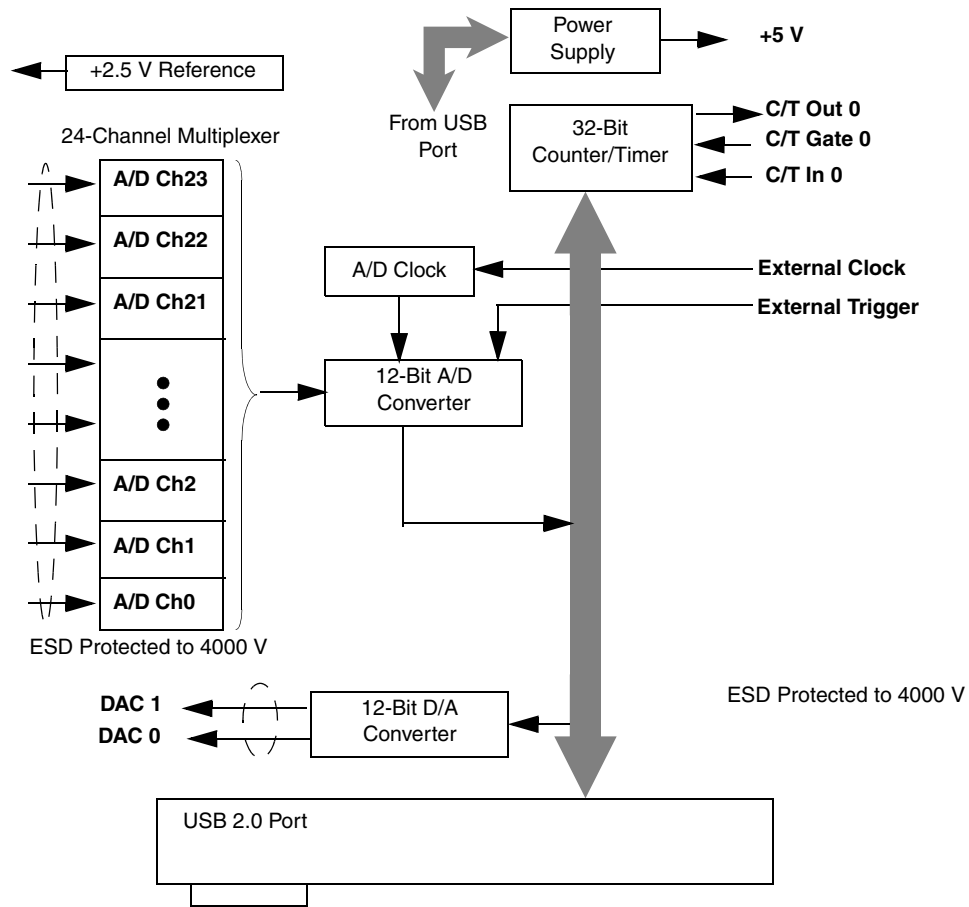 Power
Supply
+5 V
+2.5 V Reference
From USB
Port
32-Bit
Counter/Timer
C/T Out 0
C/T Gate 0
C/T In 0
24-Channel Multiplexer
A/D Ch23
A/D Ch22
A/D Ch21
A/D Ch2
A/D Ch1
A/D Ch0
ESD Protected to 4000 V
A/D Clock
External Clock
External Trigger
12-Bit A/D
Converter
DAC 1
DAC 0
12-Bit D/A
Converter
ESD Protected to 4000 V
USB 2.0 Port